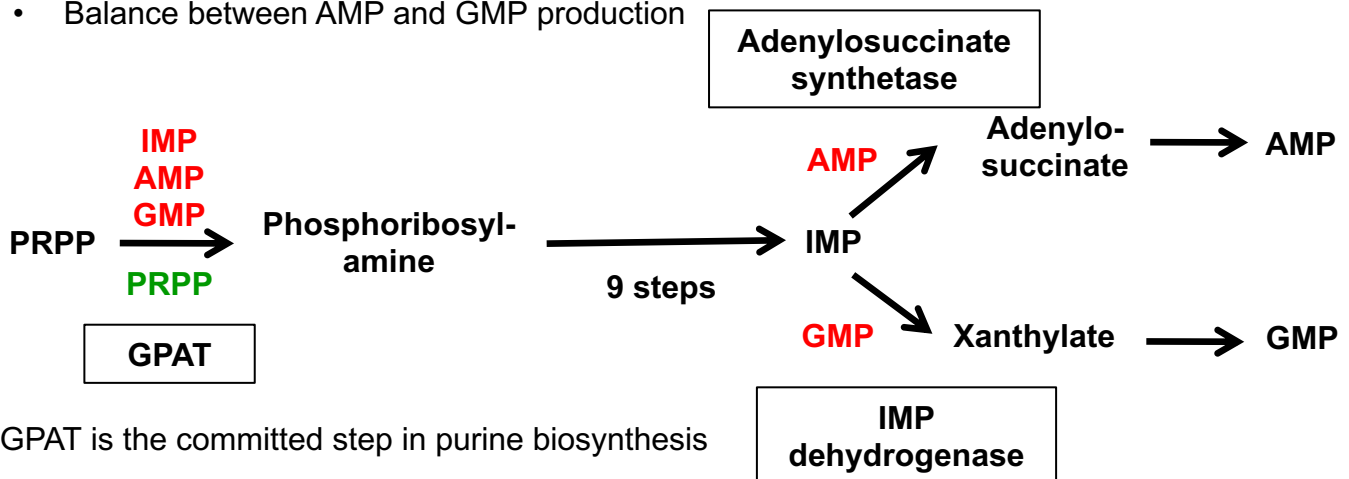 • Balance between AMP and GMP production
Adenylosuccinate
synthetase
IMP
AMP
GMP
PRPP
PRPP
GPAT
Phosphoribosyl-
amine
9 steps
IMP
AMP
Adenylo-
succinate
AMP
GMP
Xanthylate
GMP
IMP
dehydrogenase
GPAT is the committed step in purine biosynthesis